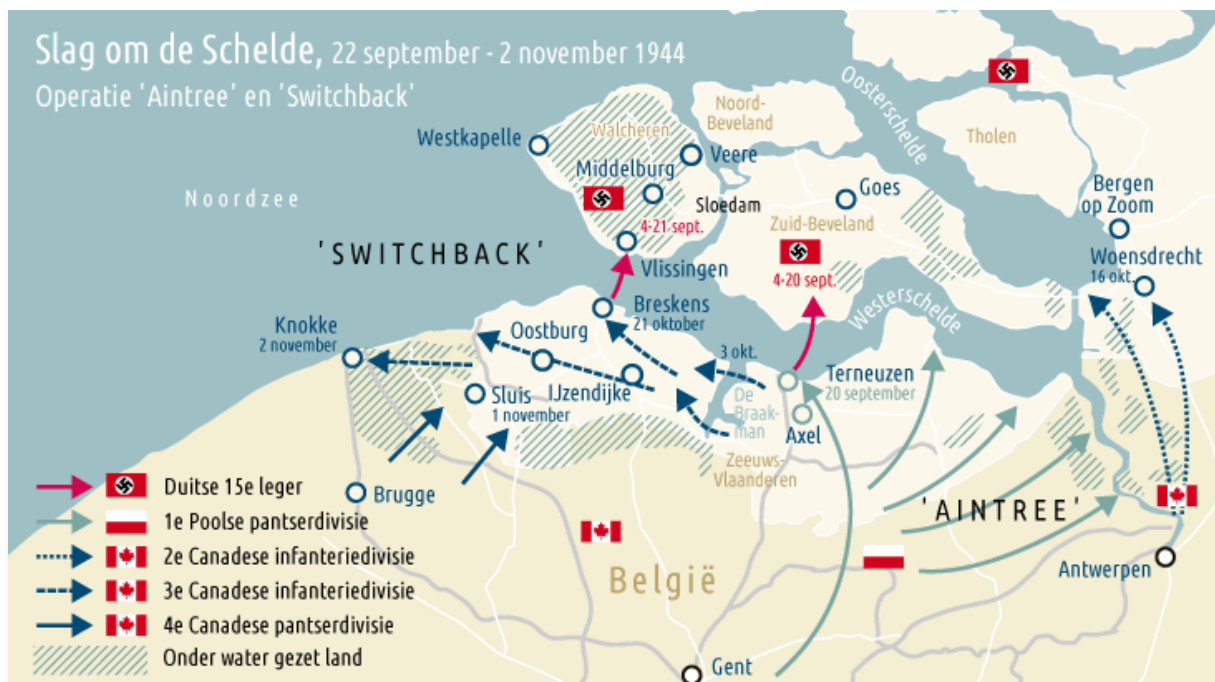 Slag om de Schelde, 22 september - 2 november 1944
Operatie 'Aintree' en 'Switchback'
Oosterschelde
Noord-
Beveland
Walcheren
Tholen
Westkapelle
Veere
Middelburg
Goes
Bergen
op Zoom
Noordzee
Sloedam
Zuid-Beveland
4-21 sept.
'SWITCHBACK'
Vlissingen
Woensdrecht
16 okt.
4-20 sept.
Breskens
21 oktober
Westerschelde
Knokke
2 november
Oostburg
3 okt.
Sluis
1 november
IJzendijke
Terneuzen
20 september
De
Braak-
man
Axel
Zeeuws-
Vlaanderen
Brugge
'AINTREE'
België
Antwerpen
Gent
Duitse 15e leger
1e Poolse pantserdivisie
2e Canadese infanteriedivisie
3e Canadese infanteriedivisie
4e Canadese pantserdivisie
Onder water gezet land